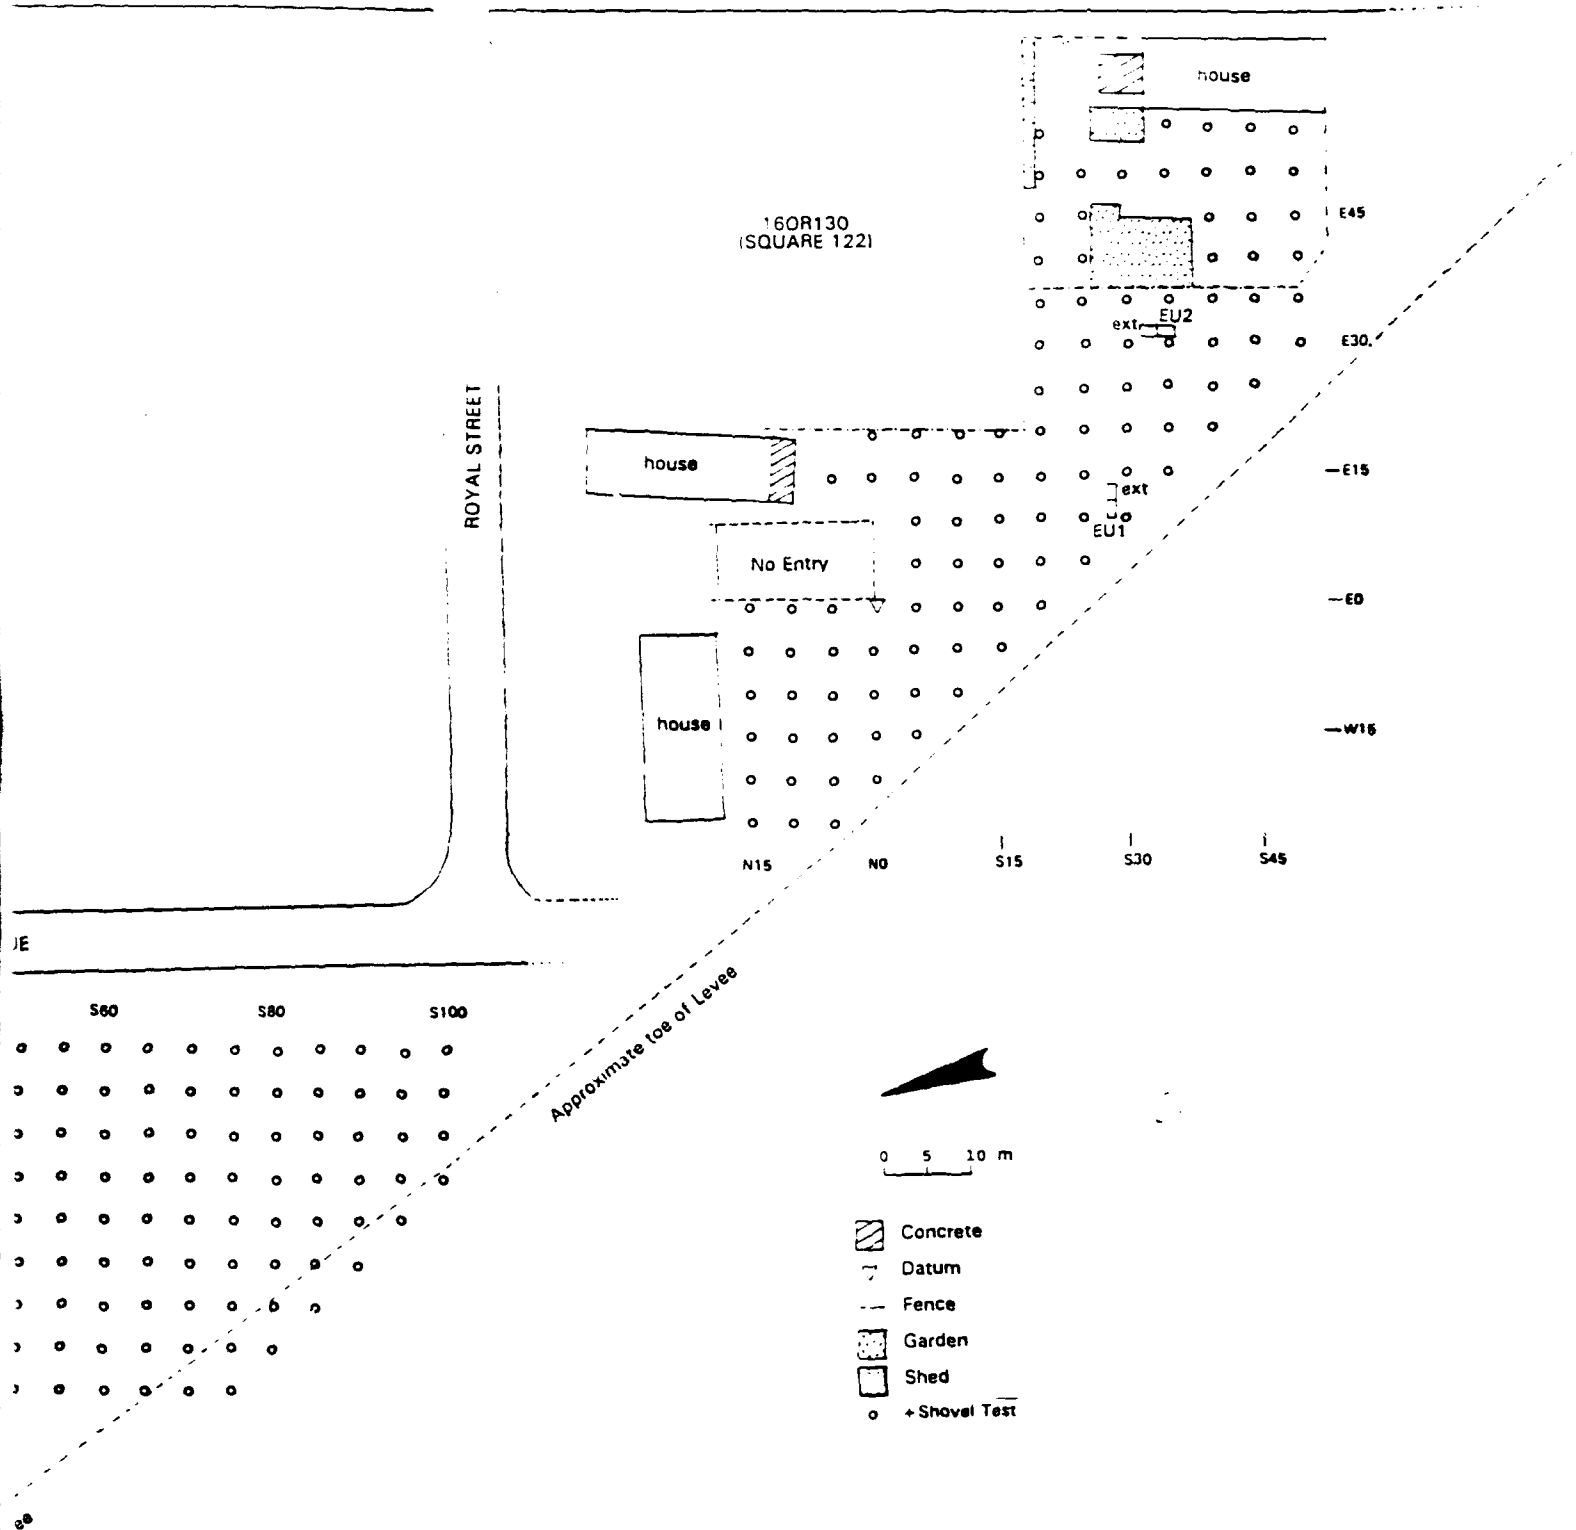 house
16OR130
(SQUARE 122)
E45
EU2
ext
E30
ROYAL STREET
house
E15
ext
EU1
No Entry
E0
house
W15
N15 N0 S15 S30 S45
UE
S60 S80 S100
Approximate toe of Levee
0 5 10 m
Concrete
Datum
Fence
Garden
Shed
+ Shovel Test
ee